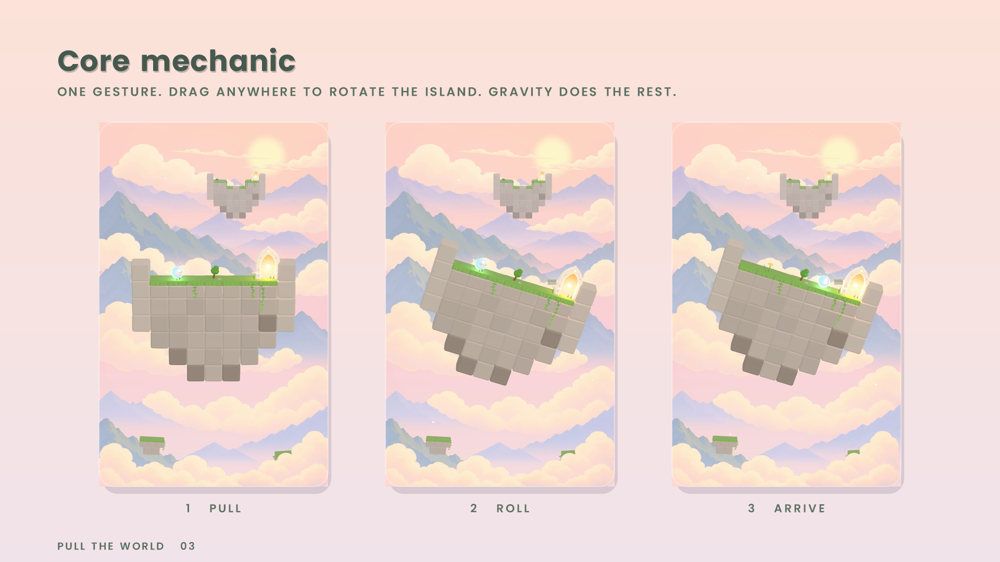 Core mechanic
ONE GESTURE. DRAG ANYWHERE TO ROTATE THE ISLAND. GRAVITY DOES THE REST.
1 PULL
2 ROLL
3 ARRIVE
PULL THE WORLD 03